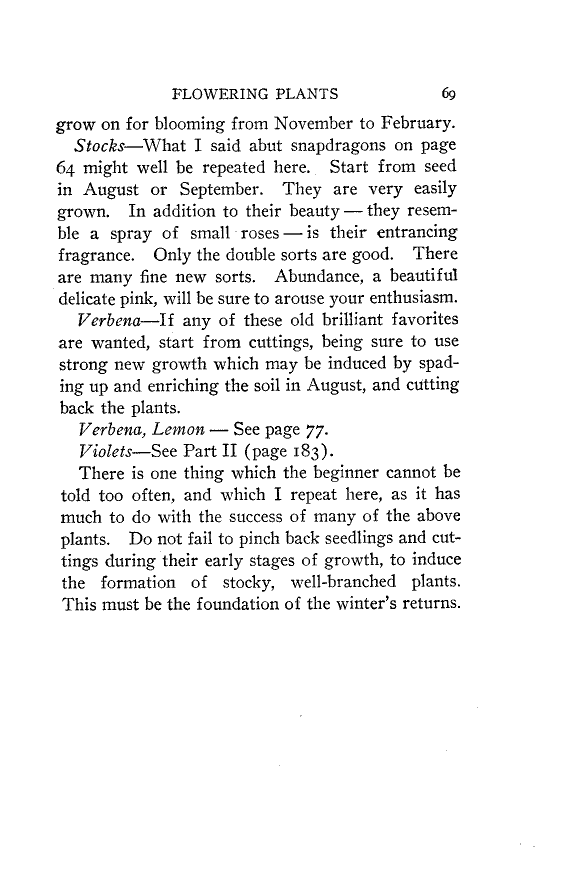 FLOWERING PLANTS 69
grow on for blooming from November to February.
Stocks—What I said abut snapdragons on page
64 might well be repeated here. Start from seed
in August or September. They are very easily
grown. In addition to their beauty — they resem-
ble a spray of small roses — is their entrancing
fragrance. Only the double sorts are good. There
are many fine new sorts. Abundance, a beautiful
delicate pink, will be sure to arouse your enthusiasm.
Verbena—If any of these old brilliant favorites
are wanted, start from cuttings, being sure to use
strong new growth which may be induced by spad-
ing up and enriching the soil in August, and cutting
back the plants.
Verbena, Lemon — See page 77.
Violets—See Part II (page 183).
There is one thing which the beginner cannot be
told too often, and which I repeat here, as it has
much to do with the success of many of the above
plants. Do not fail to pinch back seedlings and cut-
tings during their early stages of growth, to induce
the formation of stocky, well-branched plants.
This must be the foundation of the winter's returns.